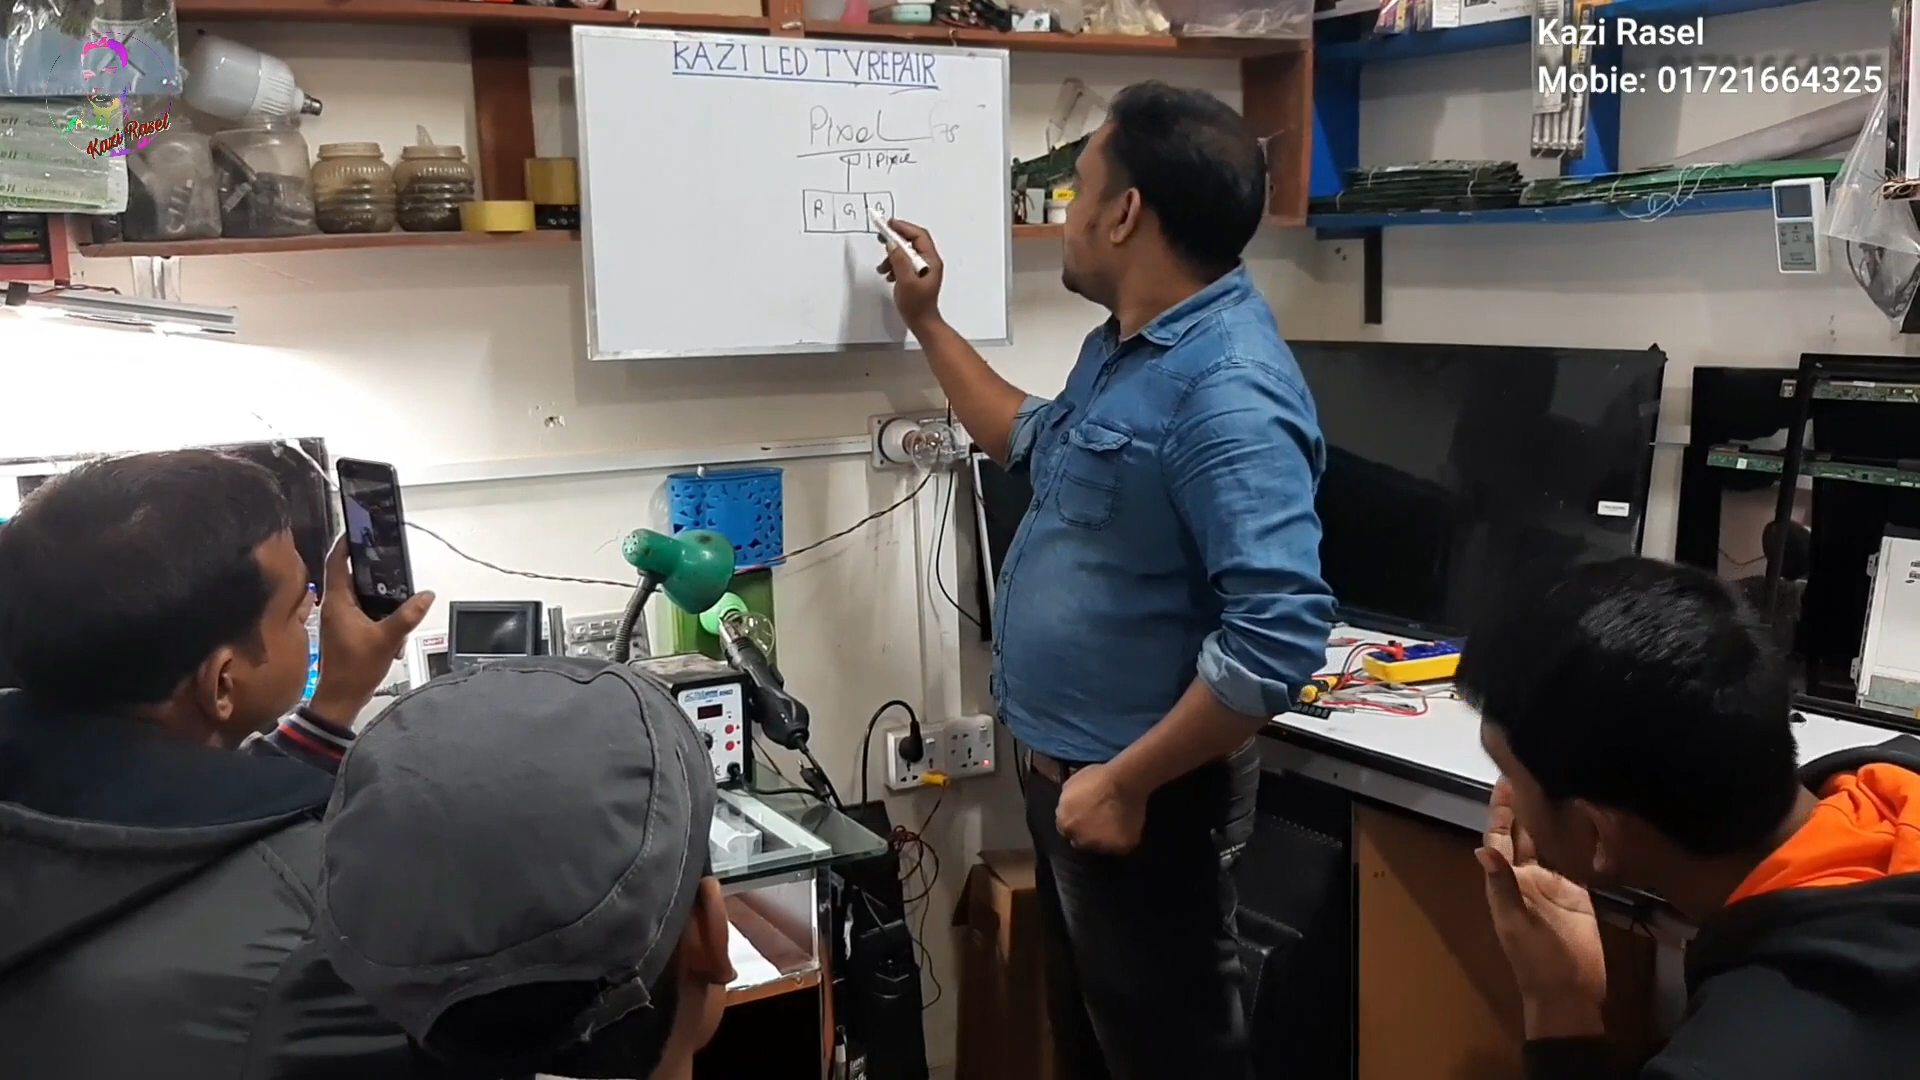 Kazi Rasel
Mobie: 01721664325
Kazi Rasel
KAZI LED TV REPAIR
Pixel
1 Pixel
R G B